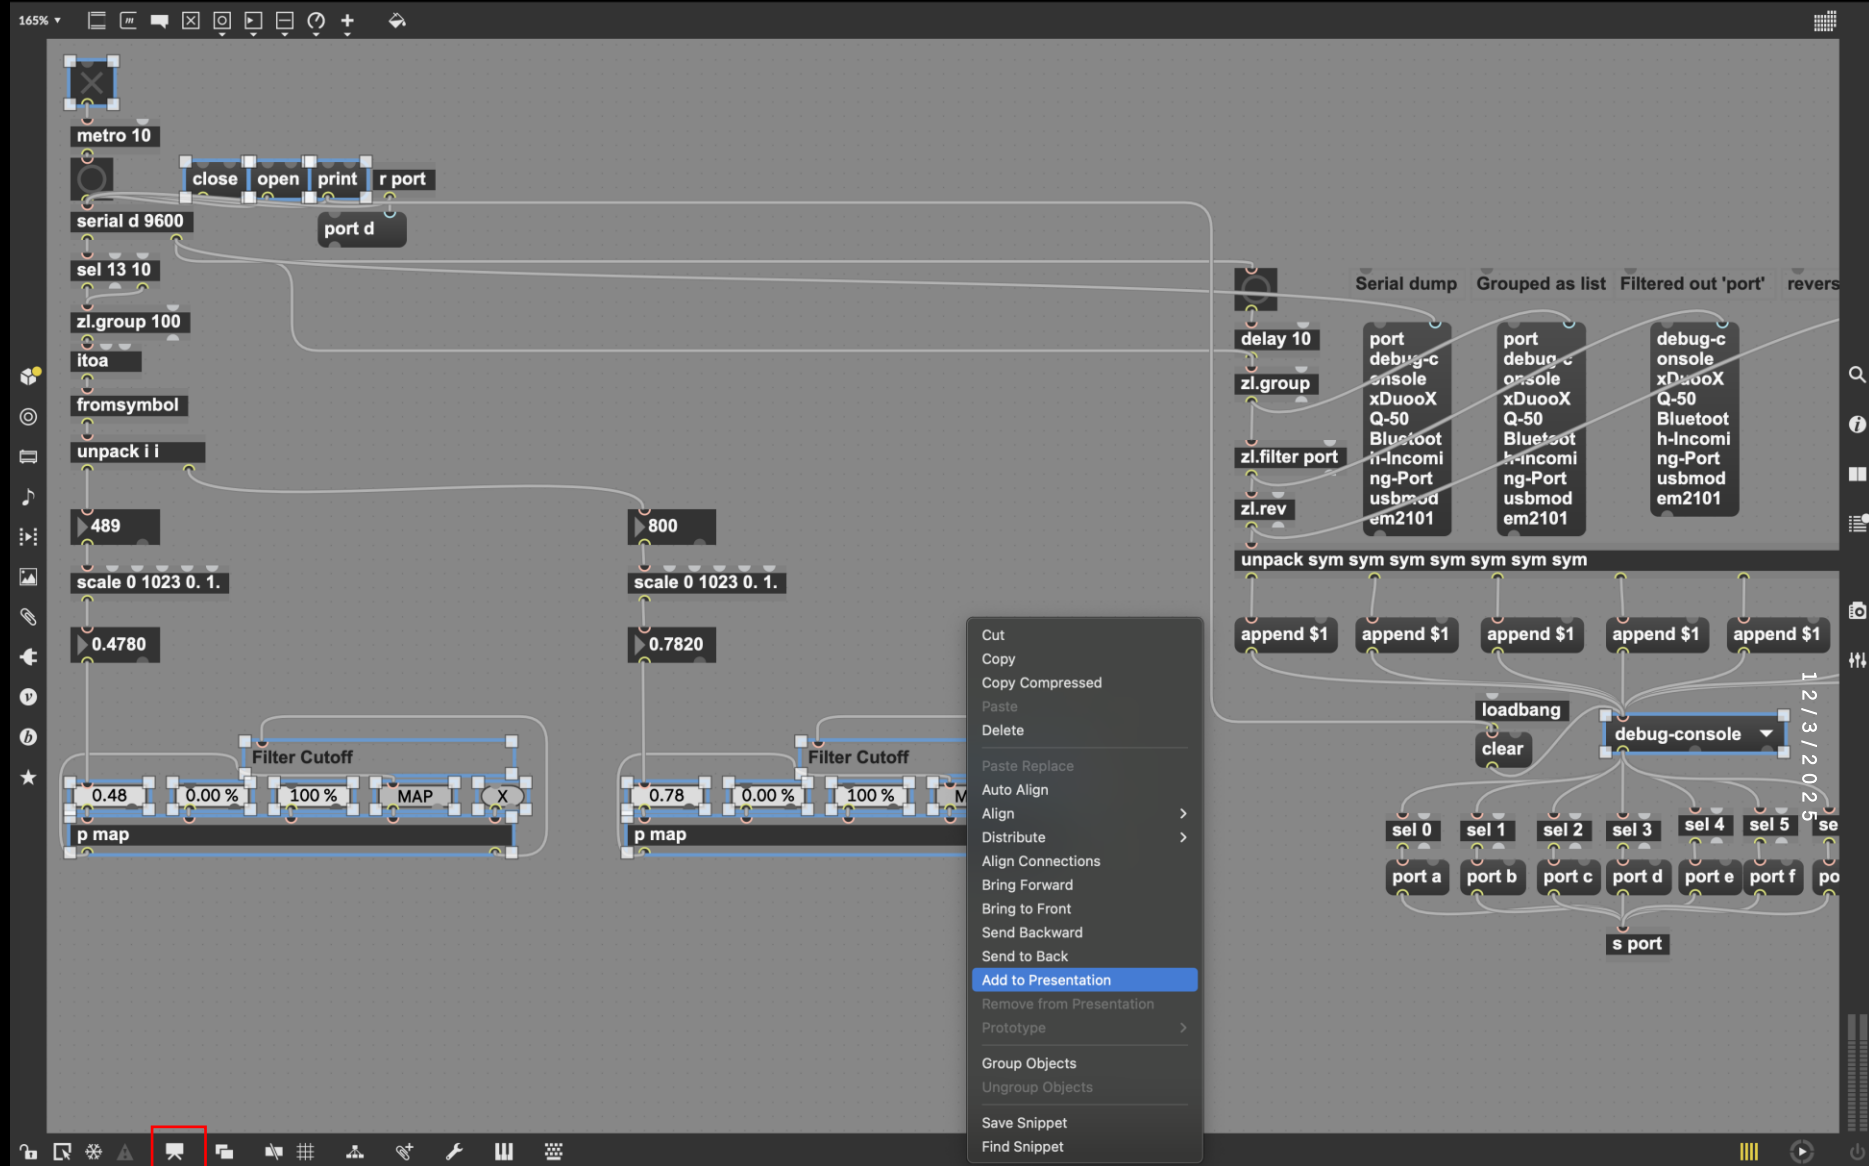 165%
metro 10
close open print r port
serial d 9600
port d
sel 13 10
zl.group 100
itoa
fromsymbol
unpack i i
489
800
scale 0 1023 0. 1.
scale 0 1023 0. 1.
0.4780
0.7820
Filter Cutoff
0.48 0.00 % 100 % MAP X
p map
Filter Cutoff
0.78 0.00 % 100 % M
p map
Cut
Copy
Copy Compressed
Paste
Delete
Paste Replace
Auto Align
Align
Distribute
Align Connections
Bring Forward
Bring to Front
Send Backward
Send to Back
Add to Presentation
Remove from Presentation
Prototype
Group Objects
Ungroup Objects
Save Snippet
Find Snippet
delay 10
zl.group
zl.filter port
zl.rev
Serial dump
port
debug-c
onsole
xDuooX
Q-50
Bluetoot
h-Incomi
ng-Port
usbmod
em2101
Grouped as list
port
debug-c
onsole
xDuooX
Q-50
Bluetoot
h-Incomi
ng-Port
usbmod
em2101
Filtered out 'port'
debug-c
onsole
xDuooX
Q-50
Bluetoot
h-Incomi
ng-Port
usbmod
em2101
revers
unpack sym sym sym sym sym sym sym
append $1 append $1 append $1 append $1 append $1
loadbang
clear
debug-console
12/3/2025
sel 0 sel 1 sel 2 sel 3 sel 4 sel 5 se
port a port b port c port d port e port f po
s port